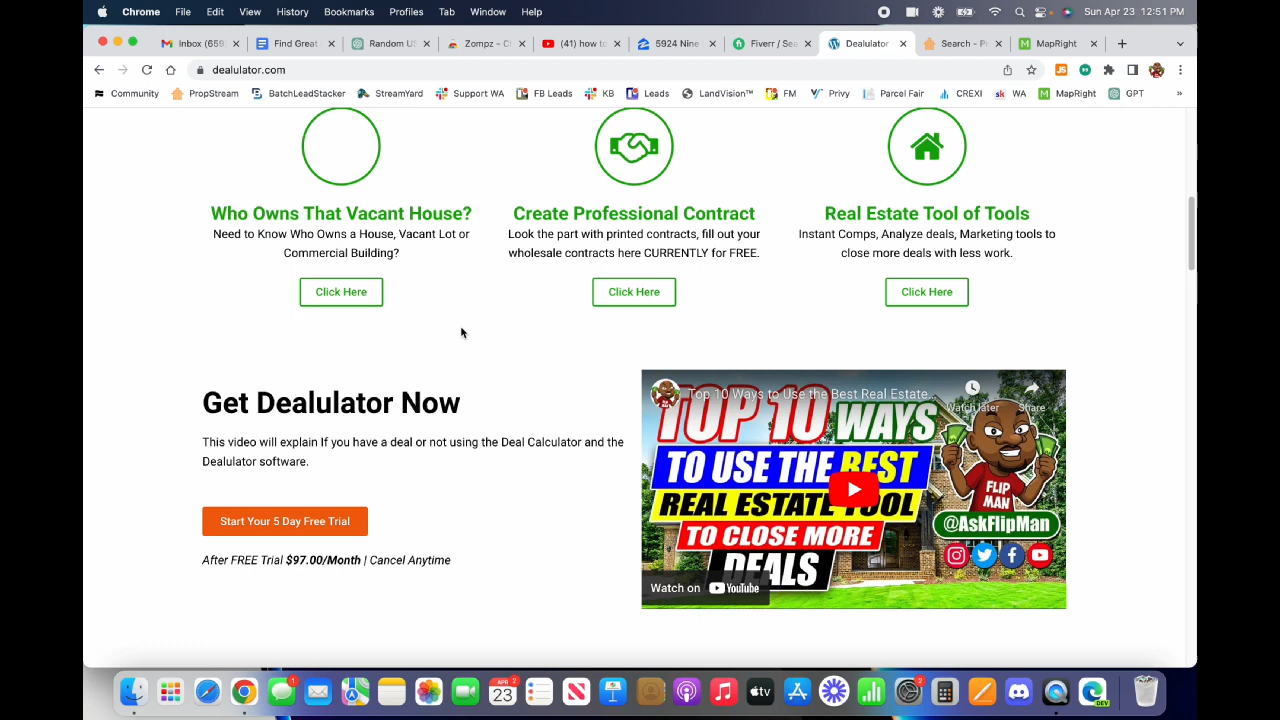 Chrome File Edit View History Bookmarks Profiles Tab Window Help Sun Apr 23 12:51 PM
Inbox (659 Find Great Random US Zompz - C (41) how to 5924 Nine Fiverr / Sea Dealulator Search - P MapRight
dealulator.com
Community PropStream BatchLeadStacker StreamYard Support WA FB Leads KB Leads LandVision™ FM Privy Parcel Fair CREXI WA MapRight GPT »
Who Owns That Vacant House?
Need to Know Who Owns a House, Vacant Lot or
Commercial Building?
Click Here
Create Professional Contract
Look the part with printed contracts, fill out your
wholesale contracts here CURRENTLY for FREE.
Click Here
Real Estate Tool of Tools
Instant Comps, Analyze deals, Marketing tools to
close more deals with less work.
Click Here
Get Dealulator Now
This video will explain If you have a deal or not using the Deal Calculator and the
Dealulator software.
Start Your 5 Day Free Trial
After FREE Trial $97.00/Month | Cancel Anytime
Top 10 Ways to Use the Best Real Estate...
Watch later Share
TOP 10 WAYS
TO USE THE BEST
REAL ESTATE TOOL
TO CLOSE MORE
DEALS
FLIP
MAN
@AskFlipMan
Watch on YouTube
1
APR 2
23
tv
2
DEV